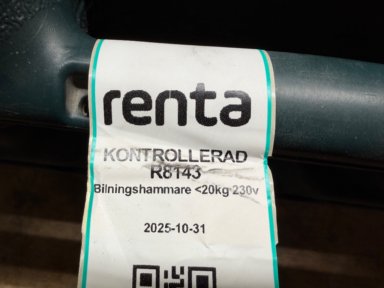 renta
KONTROLLERAD
R8143
Bilningshammare <20kg 230v
2025-10-31